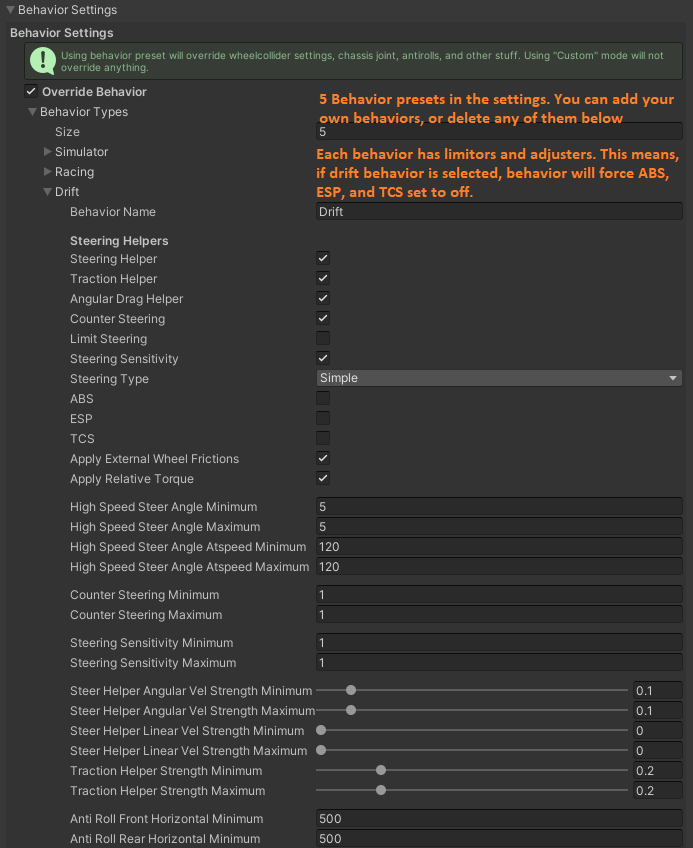 Behavior Settings
Behavior Settings
Using behavior preset will override wheelcollider settings, chassis joint, antirolls, and other stuff. Using "Custom" mode will not
override anything.
Override Behavior
5 Behavior presets in the settings. You can add your
own behaviors, or delete any of them below
Behavior Types
Size 5
Each behavior has limitors and adjusters. This means,
if drift behavior is selected, behavior will force ABS,
ESP, and TCS set to off.
Simulator
Racing
Drift
Behavior Name Drift
Steering Helpers
Steering Helper
Traction Helper
Angular Drag Helper
Counter Steering
Limit Steering
Steering Sensitivity
Steering Type Simple
ABS
ESP
TCS
Apply External Wheel Frictions
Apply Relative Torque
High Speed Steer Angle Minimum 5
High Speed Steer Angle Maximum 5
High Speed Steer Angle Atspeed Minimum 120
High Speed Steer Angle Atspeed Maximum 120
Counter Steering Minimum 1
Counter Steering Maximum 1
Steering Sensitivity Minimum 1
Steering Sensitivity Maximum 1
Steer Helper Angular Vel Strength Minimum 0.1
Steer Helper Angular Vel Strength Maximum 0.1
Steer Helper Linear Vel Strength Minimum 0
Steer Helper Linear Vel Strength Maximum 0
Traction Helper Strength Minimum 0.2
Traction Helper Strength Maximum 0.2
Anti Roll Front Horizontal Minimum 500
Anti Roll Rear Horizontal Minimum 500